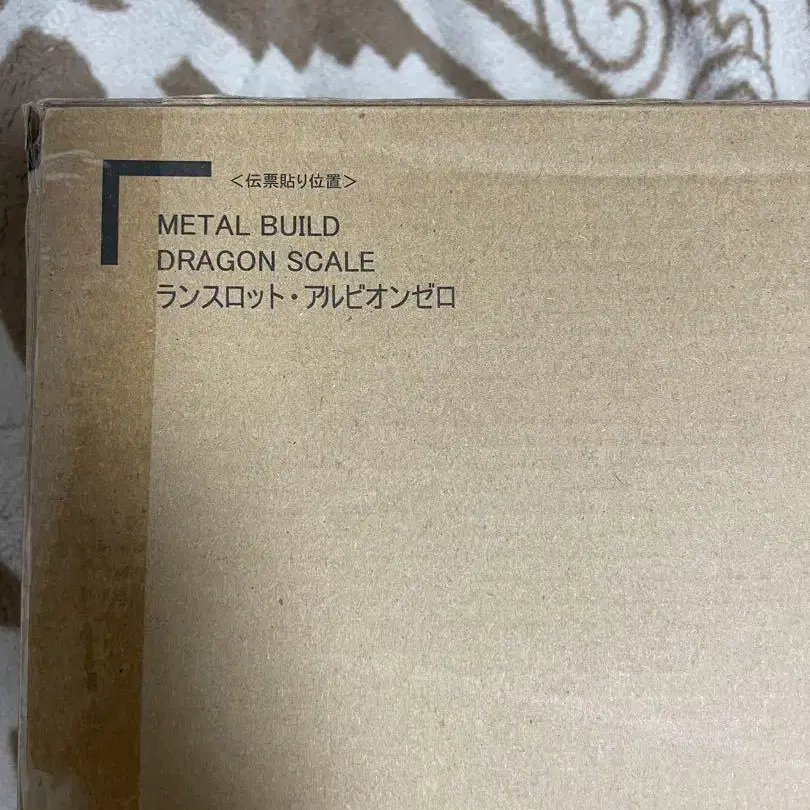 ＜伝票貼り位置＞
METAL BUILD
DRAGON SCALE
ランスロット・アルビオンゼロ